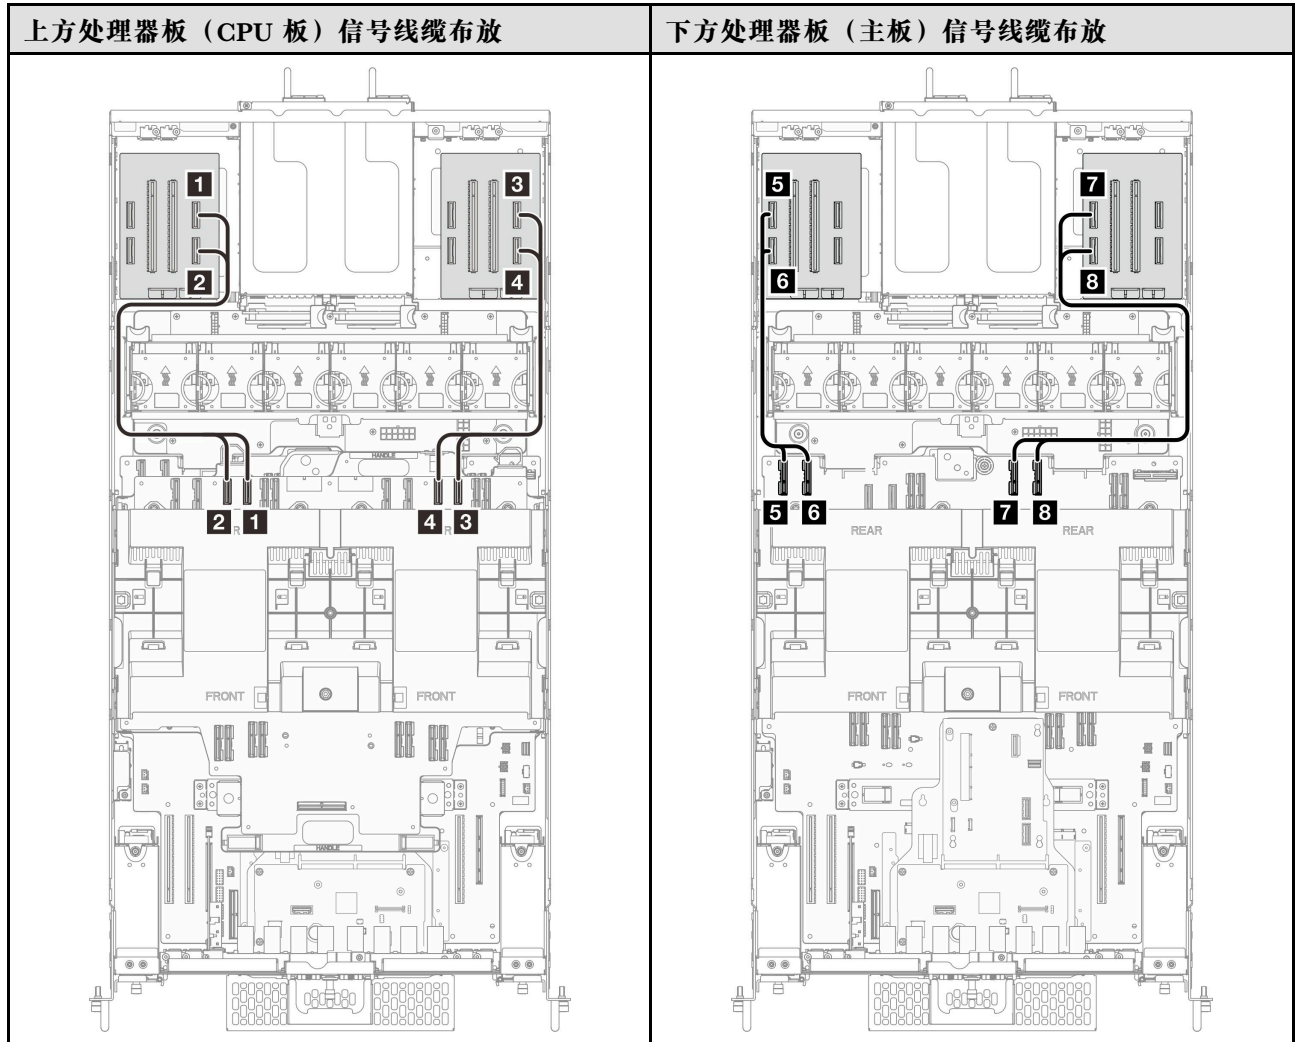 上方处理器板（CPU 板）信号线缆布放
下方处理器板（主板）信号线缆布放
1 3
2 4
HANDLE
2 R 1 4 R 3
FRONT FRONT
HANDLE
5 7
6 8
5 6 7 8
REAR REAR
FRONT FRONT